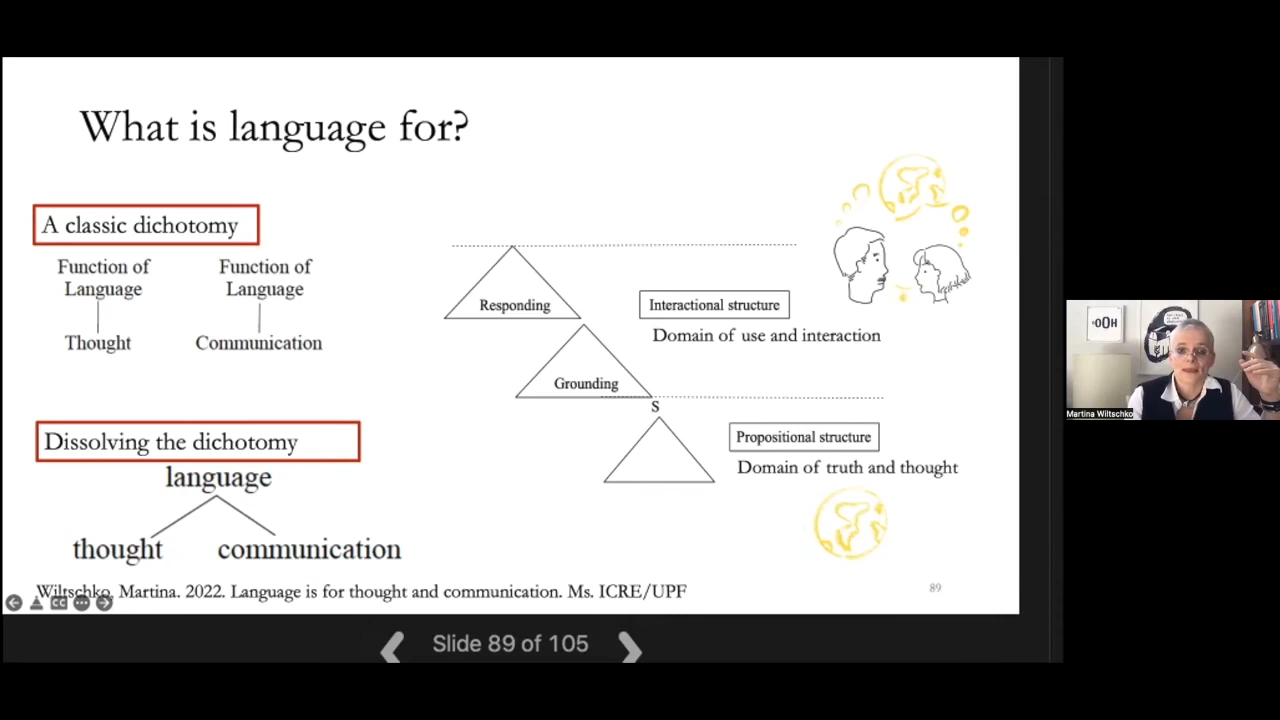 What is language for?
A classic dichotomy
Function of Language
Thought
Function of Language
Communication
Dissolving the dichotomy
language
thought
communication
Responding
Grounding
S
Interactional structure
Domain of use and interaction
Propositional structure
Domain of truth and thought
Wiltschko, Martina. 2022. Language is for thought and communication. Ms. ICRE/UPF
89
CC
Slide 89 of 105
OOH
Martina Wiltschko